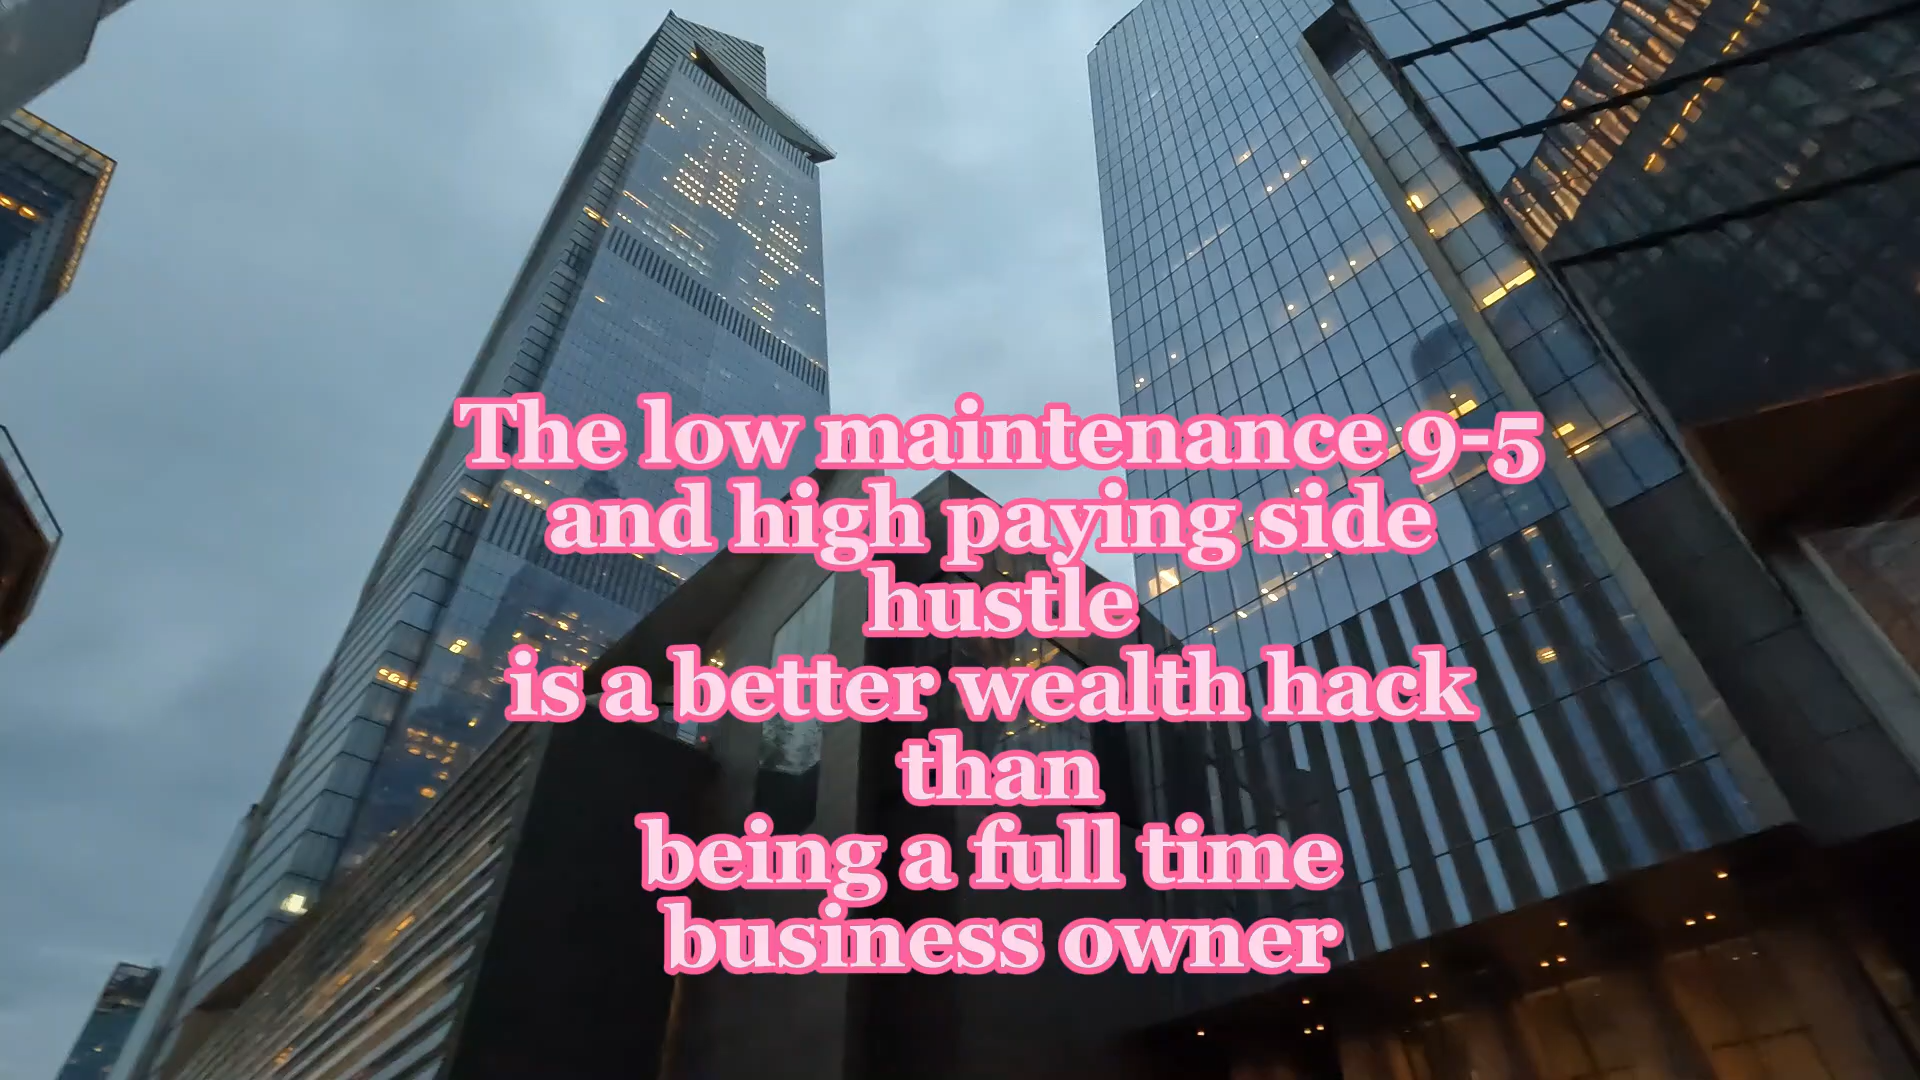 The low maintenance 9-5
and high paying side
hustle
is a better wealth hack
than
being a full time
business owner